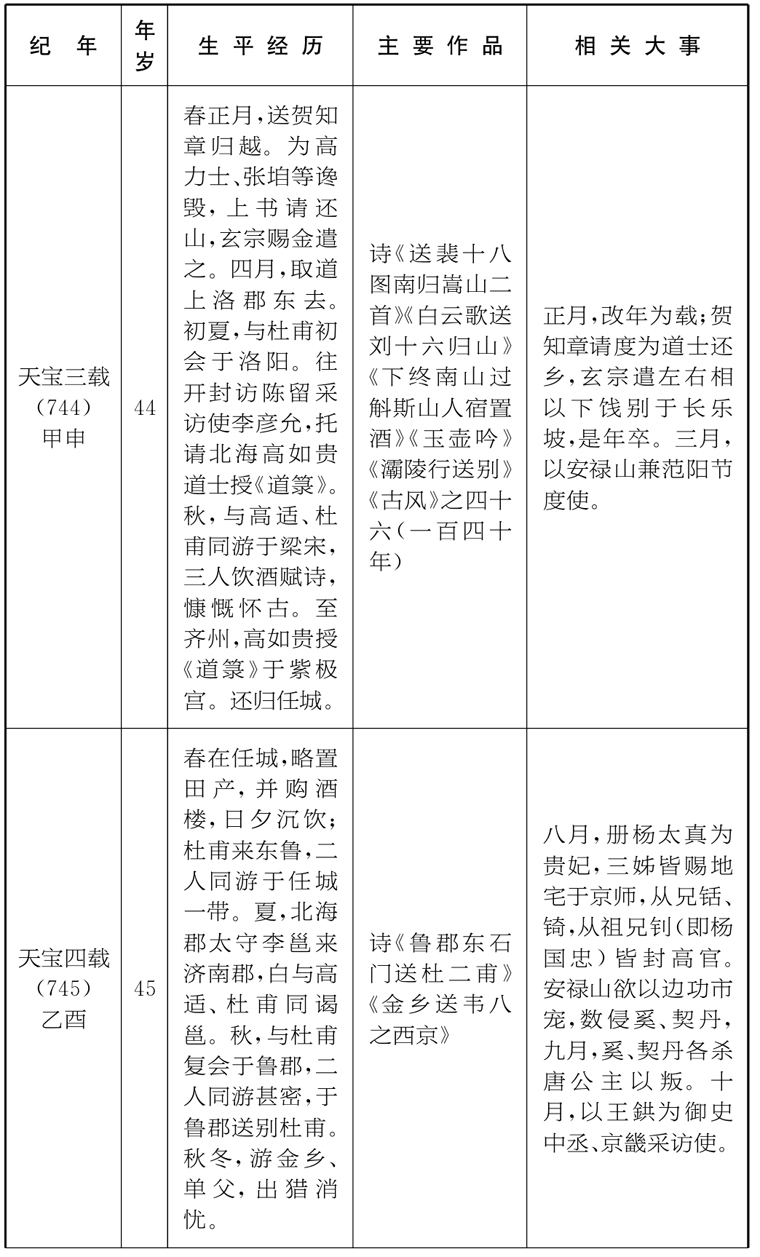 纪 年
年岁
生平经历
主要作品
相关大事
天宝三载
（744）
甲申
44
春正月，送贺知
章归越。为高
力士、张垍等谗
毁，上书请还
山，玄宗赐金遣
之。四月，取道
上洛郡东去。
初夏，与杜甫初
会于洛阳。往
开封访陈留采
访使李彦允，托
请北海高如贵
道士授《道箓》。
秋，与高适、杜
甫同游于梁宋，
三人饮酒赋诗，
慷慨怀古。至
齐州，高如贵授
《道箓》于紫极
宫。还归任城。
诗《送裴十八
图南归嵩山二
首》《白云歌送
刘十六归山》
《下终南山过
斛斯山人宿置
酒》《玉壶吟》
《灞陵行送别》
《古风》之四十
六（一百四十
年）
正月，改年为载；贺
知章请度为道士还
乡，玄宗遣左右相
以下饯别于长乐
坡，是年卒。三月，
以安禄山兼范阳节
度使。
天宝四载
（745）
乙酉
45
春在任城，略置
田产，并购酒
楼，日夕沉饮；
杜甫来东鲁，二
人同游于任城
一带。夏，北海
郡太守李邕来
济南郡，白与高
适、杜甫同谒
邕。秋，与杜甫
复会于鲁郡，二
人同游甚密，于
鲁郡送别杜甫。
秋冬，游金乡、
单父，出猎消
忧。
诗《鲁郡东石
门送杜二甫》
《金乡送韦八
之西京》
八月，册杨太真为
贵妃，三姊皆赐地
宅于京师，从兄铦、
锜，从祖兄钊（即杨
国忠）皆封高官。
安禄山欲以边功市
宠，数侵奚、契丹，
九月，奚、契丹各杀
唐公主以叛。十
月，以王鉷为御史
中丞、京畿采访使。